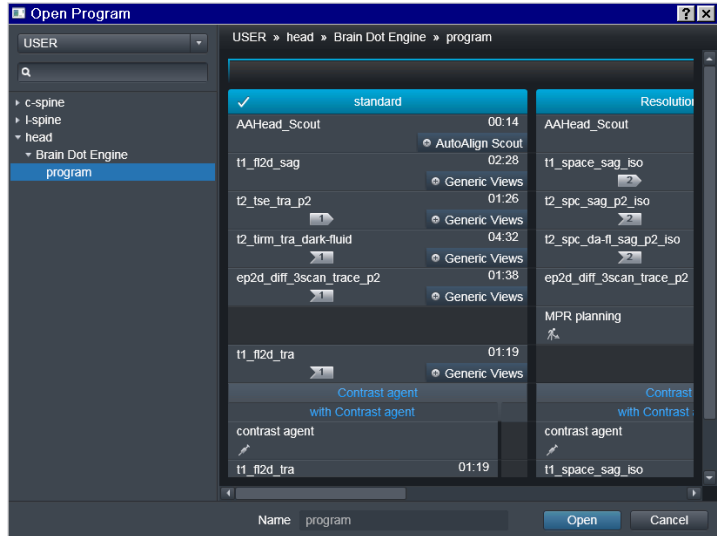 Open Program
USER
USER » head » Brain Dot Engine » program
c-spine
l-spine
head
Brain Dot Engine
program
standard
AAHead_Scout 00:14
AutoAlign Scout
t1_fl2d_sag 02:28
Generic Views
t2_tse_tra_p2 01:26
1 Generic Views
t2_tirm_tra_dark-fluid 04:32
1 Generic Views
ep2d_diff_3scan_trace_p2 01:38
1 Generic Views
t1_fl2d_tra 01:19
1 Generic Views
Contrast agent
with Contrast agent
contrast agent
t1_fl2d_tra 01:19
Resolution
AAHead_Scout
t1_space_sag_iso
2
t2_spc_sag_p2_iso
2
t2_spc_da-fl_sag_p2_iso
2
ep2d_diff_3scan_trace_p2
MPR planning
Contrast
with Contrast
contrast agent
t1_space_sag_iso
Name program
Open Cancel